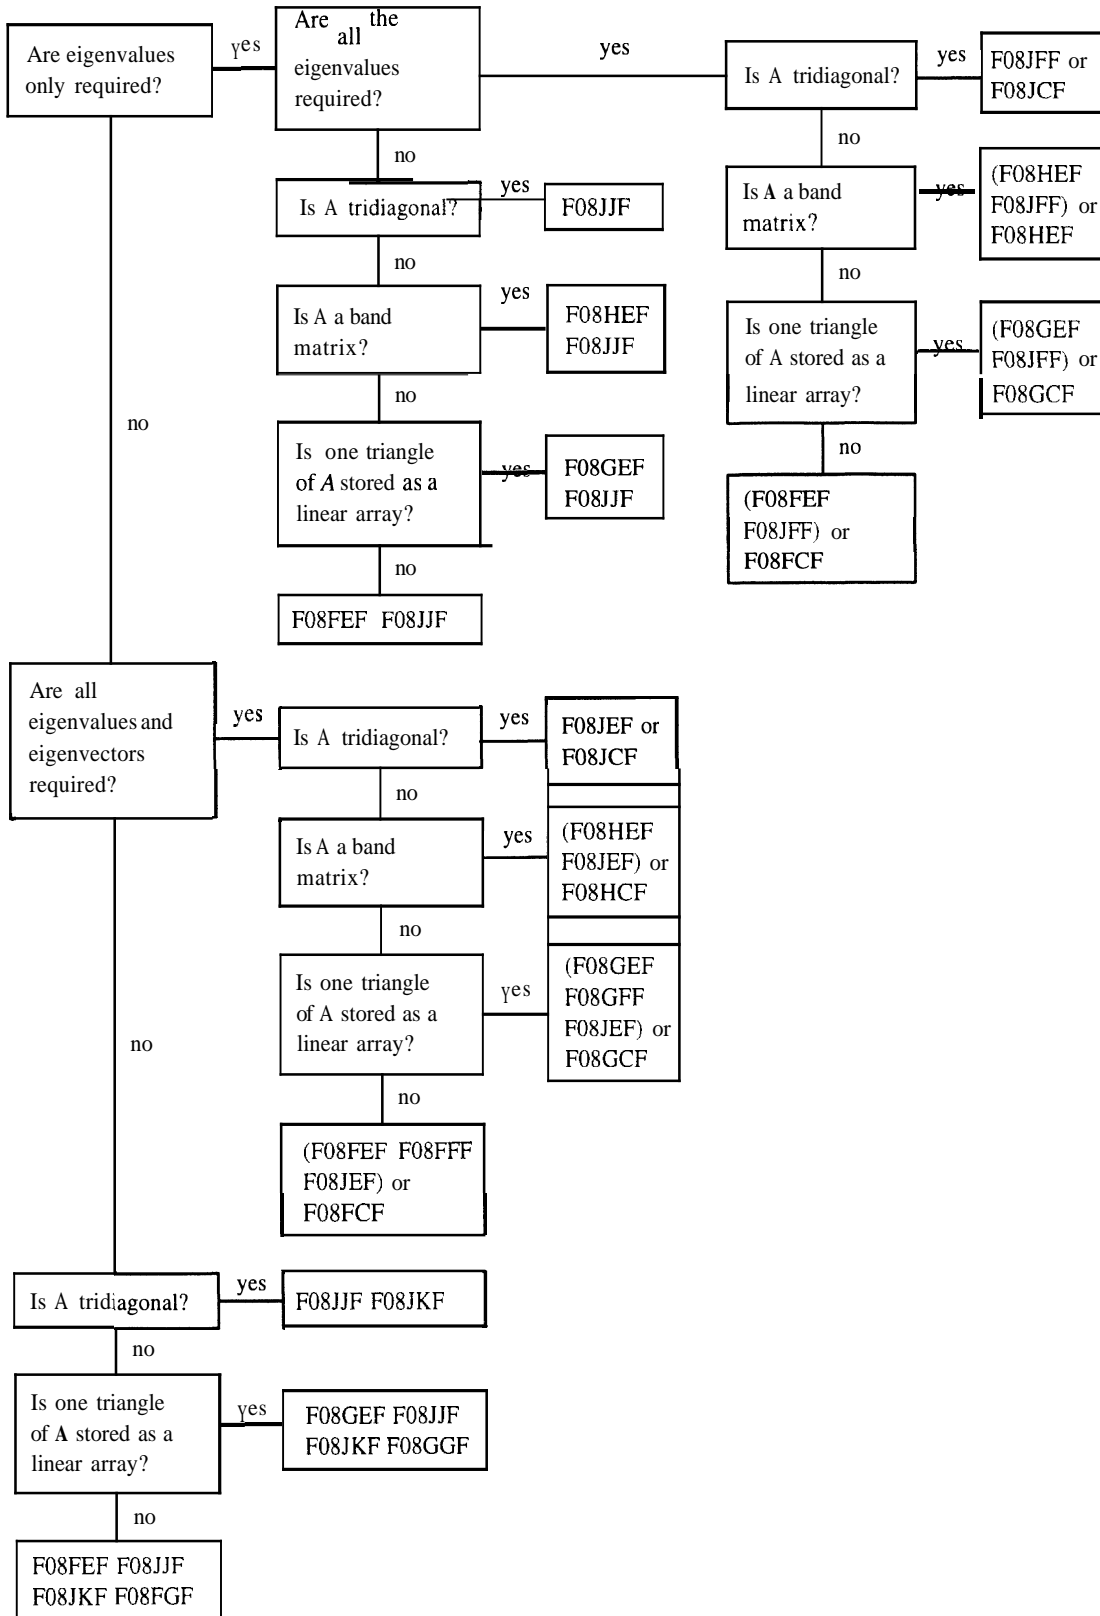 Are eigenvalues
only required?
yes
Are all the
eigenvalues
required?
yes
Is A tridiagonal?
yes
F08JFF or
F08JCF
no
Is A a band
matrix?
yes
(F08HEF
F08JFF) or
F08HEF
no
Is one triangle
of A stored as a
linear array?
yes
(F08GEF
F08JFF) or
F08GCF
no
(F08FEF
F08JFF) or
F08FCF
no
Is A tridiagonal?
yes
F08JJF
no
Is A a band
matrix?
yes
F08HEF
F08JJF
no
Is one triangle
of A stored as a
linear array?
yes
F08GEF
F08JJF
no
F08FEF F08JJF
no
Are all
eigenvalues and
eigenvectors
required?
yes
Is A tridiagonal?
yes
F08JEF or
F08JCF
no
Is A a band
matrix?
yes
(F08HEF
F08JEF) or
F08HCF
no
Is one triangle
of A stored as a
linear array?
yes
(F08GEF
F08GFF
F08JEF) or
F08GCF
no
(F08FEF F08FFF
F08JEF) or
F08FCF
no
Is A tridiagonal?
yes
F08JJF F08JKF
no
Is one triangle
of A stored as a
linear array?
yes
F08GEF F08JJF
F08JKF F08GGF
no
F08FEF F08JJF
F08JKF F08FGF